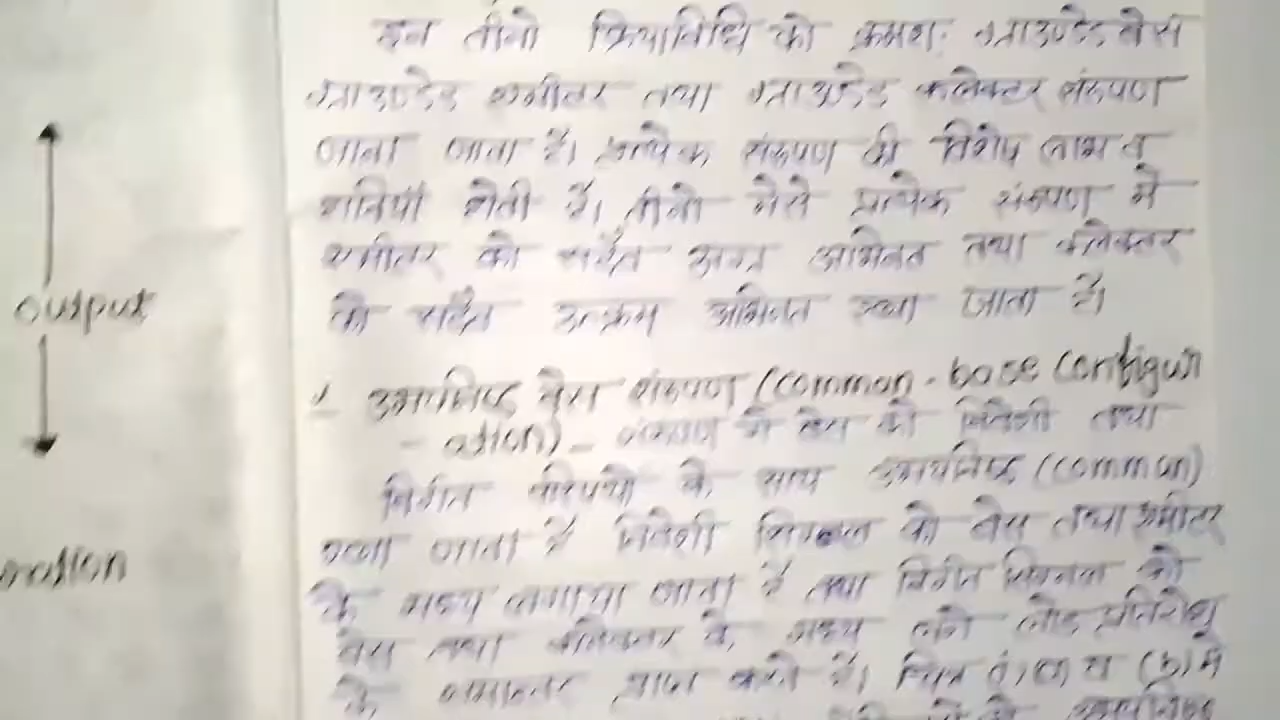 इन तीनो क्रियाविधि को क्रमशः ग्राउण्डेड बेस
ग्राउण्डेड एमीटर तथा ग्राउण्डेड कलेक्टर संरूपण
जाना जाता है। प्रत्येक संरूपण की विशेष लाभ व
हानियाँ होती है। तीनो मेसे प्रत्येक संरूपण मे
एमीटर को सदैव अग्र अभिनत तथा कलेक्टर
को सदैव उत्क्रम अभिनत रखा जाता है।
output
उभयनिष्ठ बेस संरूपण (common-base configur
- ation) - संरूपण मे बेस को निवेशी तथा
निर्गत परिपथो के साथ उभयनिष्ठ (common)
रखा जाता है निवेशी सिग्नल को बेस तथा एमीटर
के मध्य लगाया जाता है तथा निर्गत सिग्नल को
बेस तथा कलेक्टर के मध्य लगे लोड प्रतिरोध
के समान्तर प्राप्त करते है। चित्र व (b) मे